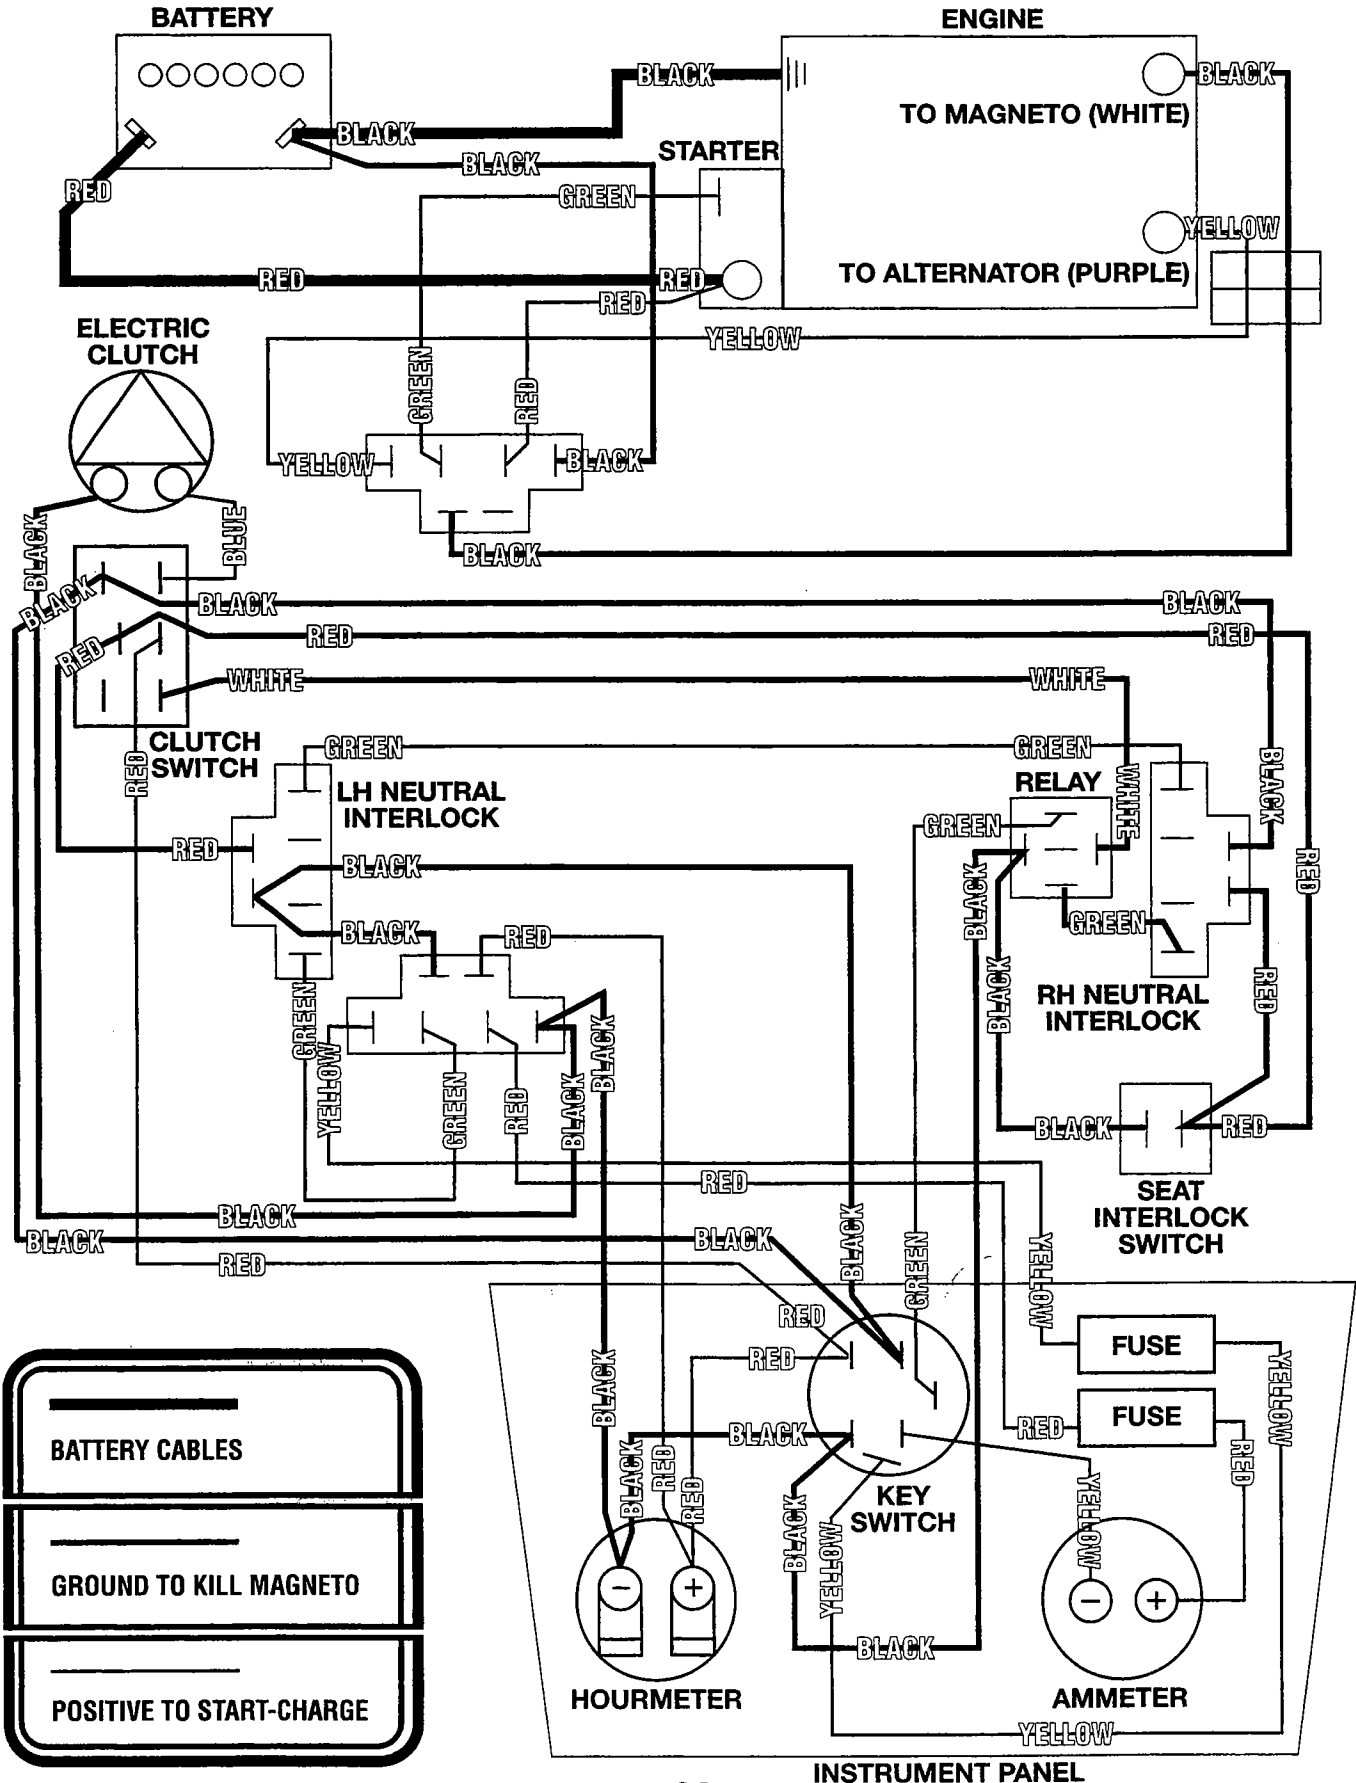 BATTERY
ENGINE
BLACK
BLACK
TO MAGNETO (WHITE)
BLACK
STARTER
BLACK
RED
GREEN
YELLOW
TO ALTERNATOR (PURPLE)
RED
RED
RED
ELECTRIC
CLUTCH
YELLOW
GREEN
RED
YELLOW
BLACK
BLACK
BLUE
BLACK
BLACK
BLACK
BLACK
RED
RED
RED
WHITE
WHITE
CLUTCH
SWITCH
RED
GREEN
GREEN
LH NEUTRAL
INTERLOCK
RELAY
WHITE
BLACK
GREEN
RED
BLACK
RED
BLACK
GREEN
BLACK
RED
RED
BLACK
RH NEUTRAL
INTERLOCK
GREEN
YELLOW
GREEN
RED
BLACK
BLACK
BLACK
RED
SEAT
INTERLOCK
SWITCH
RED
BLACK
BLACK
BLACK
BLACK
GREEN
YELLOW
RED
RED
RED
FUSE
YELLOW
BLACK
FUSE
RED
RED
BLACK
BLACK
RED
RED
KEY
SWITCH
BLACK
YELLOW
YELLOW
−
+
−
+
BLACK
HOURMETER
AMMETER
YELLOW
INSTRUMENT PANEL
BATTERY CABLES
GROUND TO KILL MAGNETO
POSITIVE TO START-CHARGE